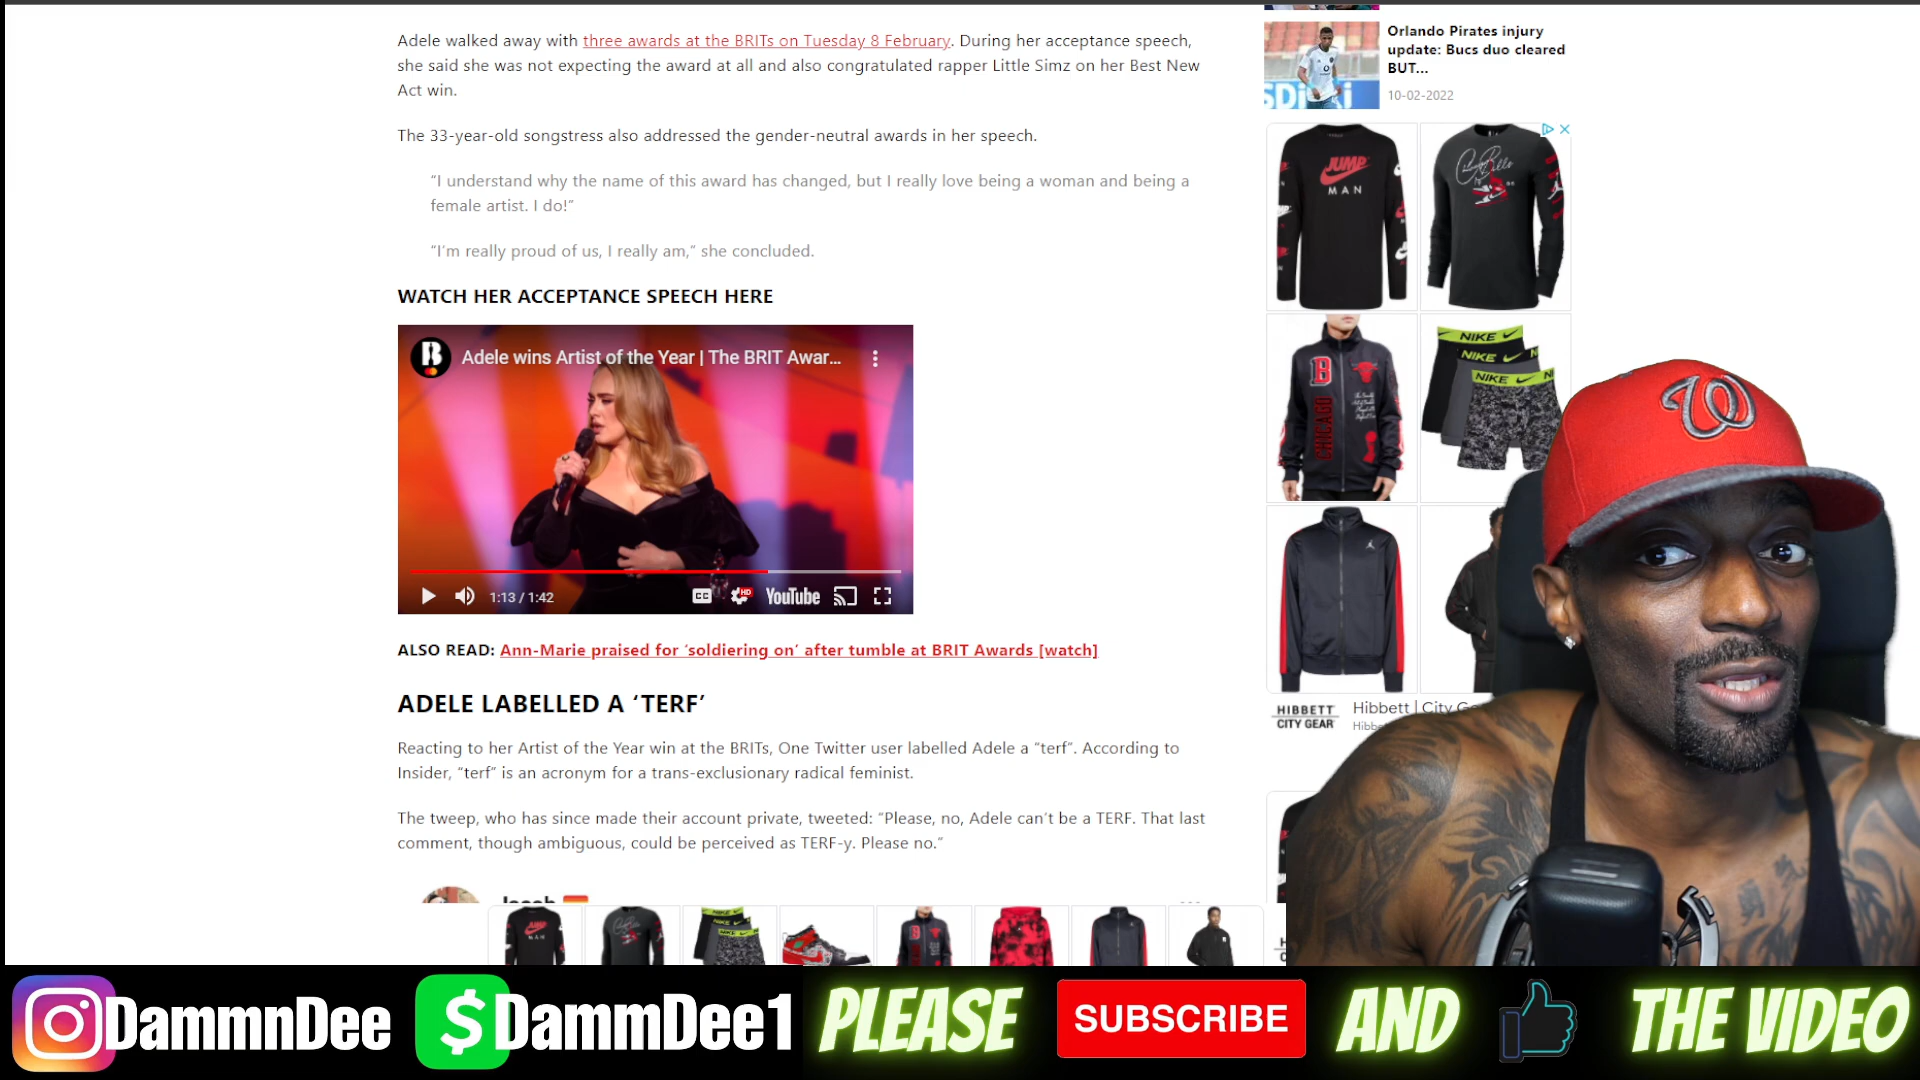 Adele walked away with three awards at the BRITs on Tuesday 8 February. During her acceptance speech,
she said she was not expecting the award at all and also congratulated rapper Little Simz on her Best New
Act win.
The 33-year-old songstress also addressed the gender-neutral awards in her speech.
“I understand why the name of this award has changed, but I really love being a woman and being a
female artist. I do!”
“I’m really proud of us, I really am,” she concluded.
WATCH HER ACCEPTANCE SPEECH HERE
Adele wins Artist of the Year | The BRIT Awar...
1:13 / 1:42
CC
HD
YouTube
ALSO READ: Ann-Marie praised for ‘soldiering on’ after tumble at BRIT Awards [watch]
ADELE LABELLED A ‘TERF’
Reacting to her Artist of the Year win at the BRITs, One Twitter user labelled Adele a “terf”. According to
Insider, “terf” is an acronym for a trans-exclusionary radical feminist.
The tweep, who has since made their account private, tweeted: “Please, no, Adele can’t be a TERF. That last
comment, though ambiguous, could be perceived as TERF-y. Please no.”
Orlando Pirates injury
update: Bucs duo cleared
BUT...
10-02-2022
JUMP
MAN
B
CHICAGO
NIKE
NIKE
NIKE
HIBBETT
CITY GEAR
Hibbett | City
W
DammnDee
$DammDee1
PLEASE
SUBSCRIBE
AND
THE VIDEO